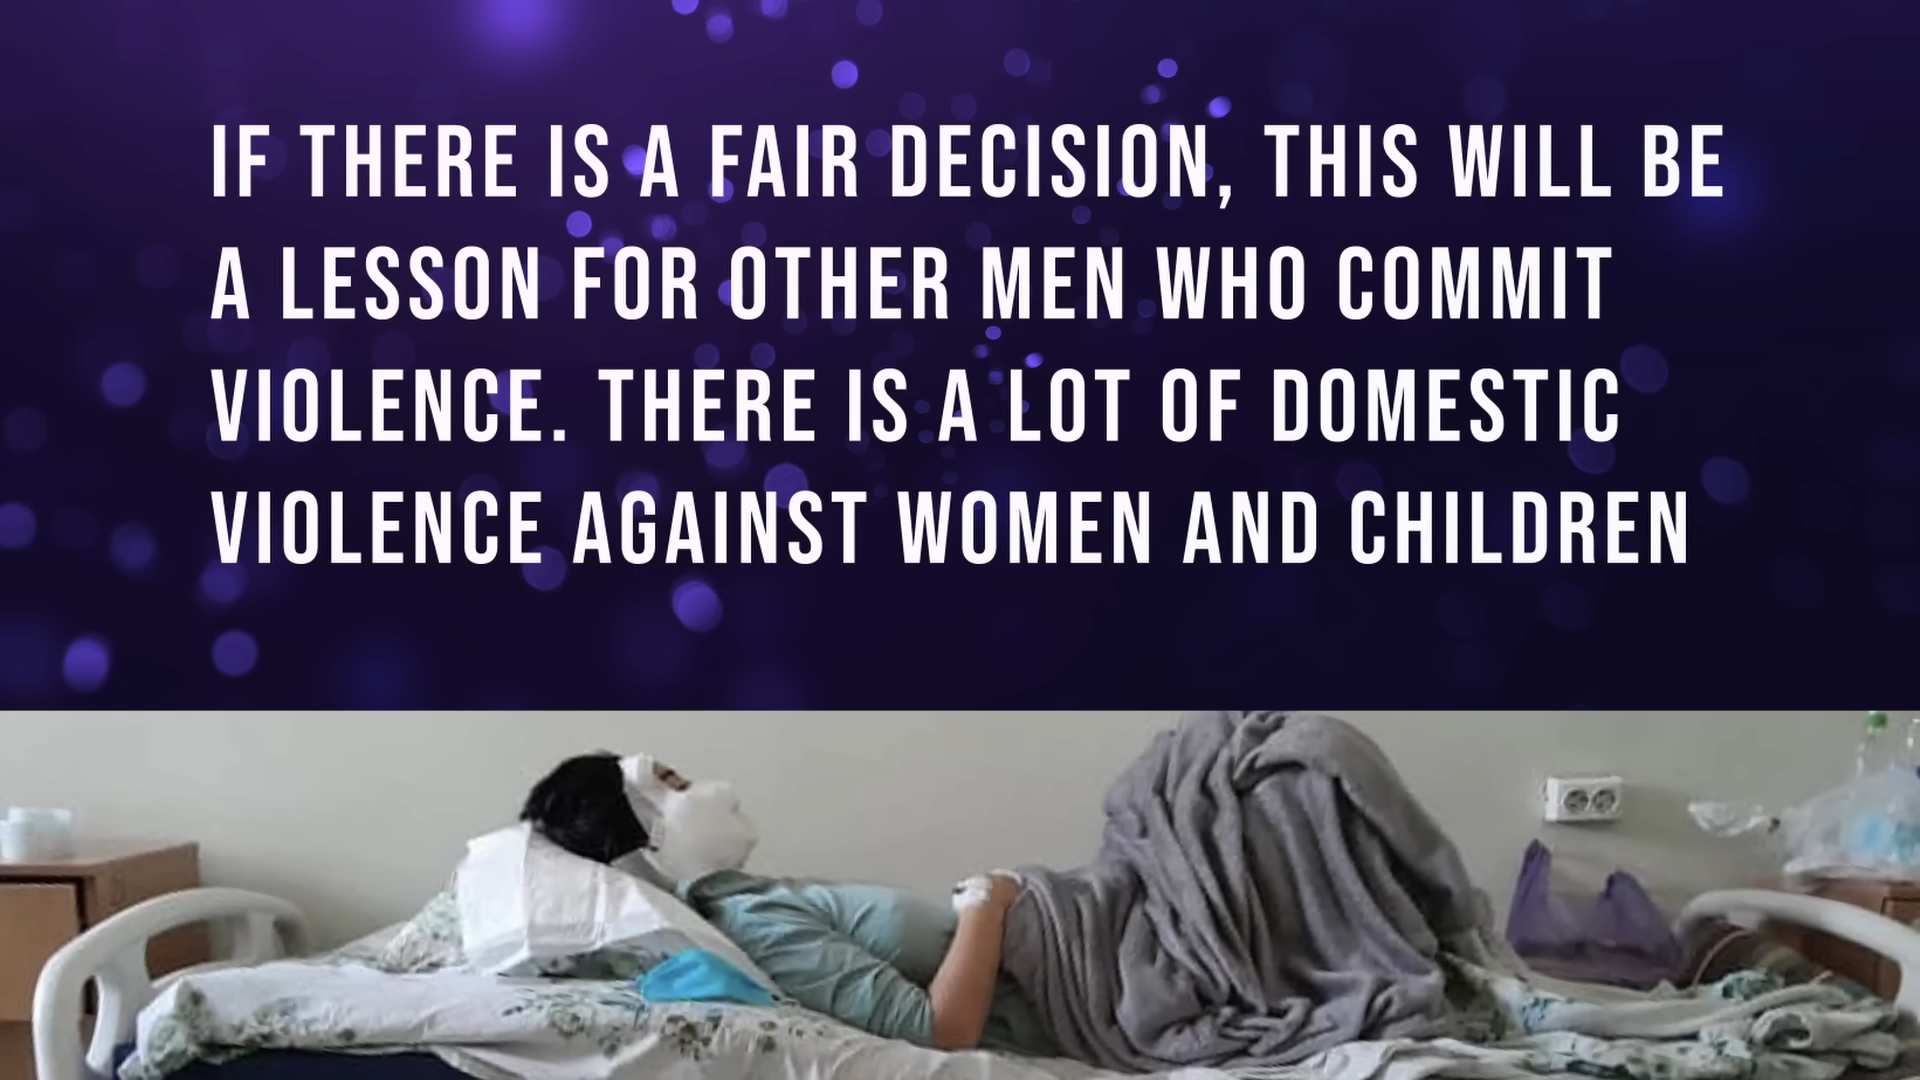 IF THERE IS A FAIR DECISION, THIS WILL BE
A LESSON FOR OTHER MEN WHO COMMIT
VIOLENCE. THERE IS A LOT OF DOMESTIC
VIOLENCE AGAINST WOMEN AND CHILDREN